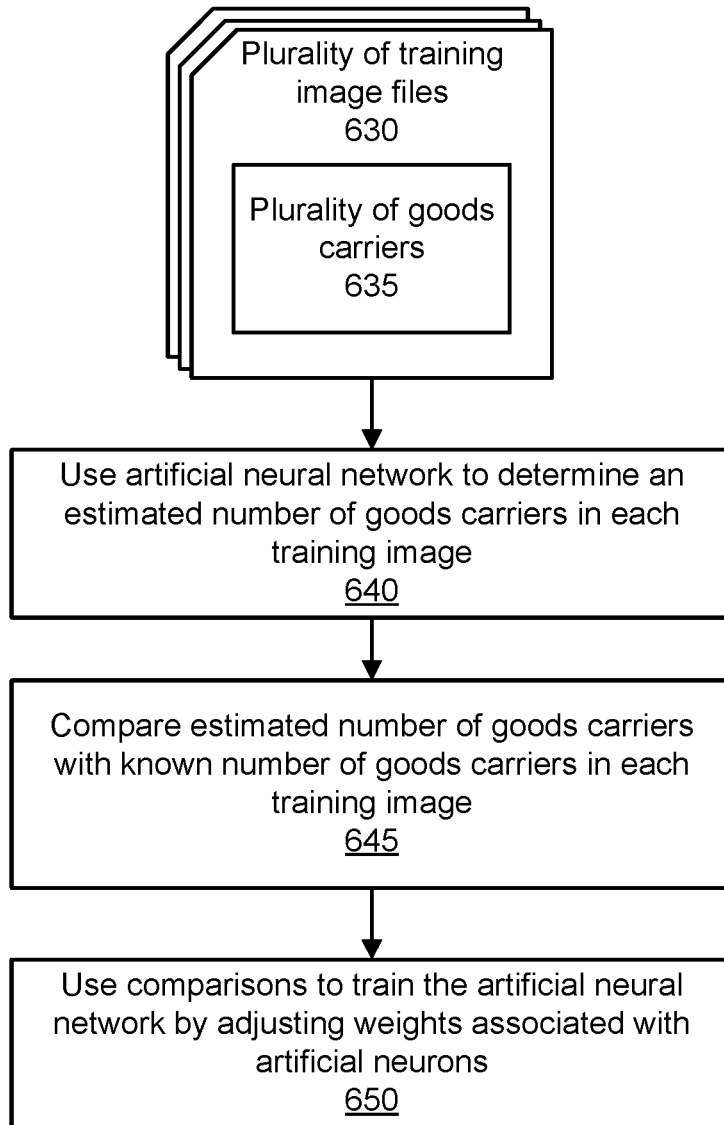 Plurality of training
image files
630
Plurality of goods
carriers
635
Use artificial neural network to determine an
estimated number of goods carriers in each
training image
640
Compare estimated number of goods carriers
with known number of goods carriers in each
training image
645
Use comparisons to train the artificial neural
network by adjusting weights associated with
artificial neurons
650